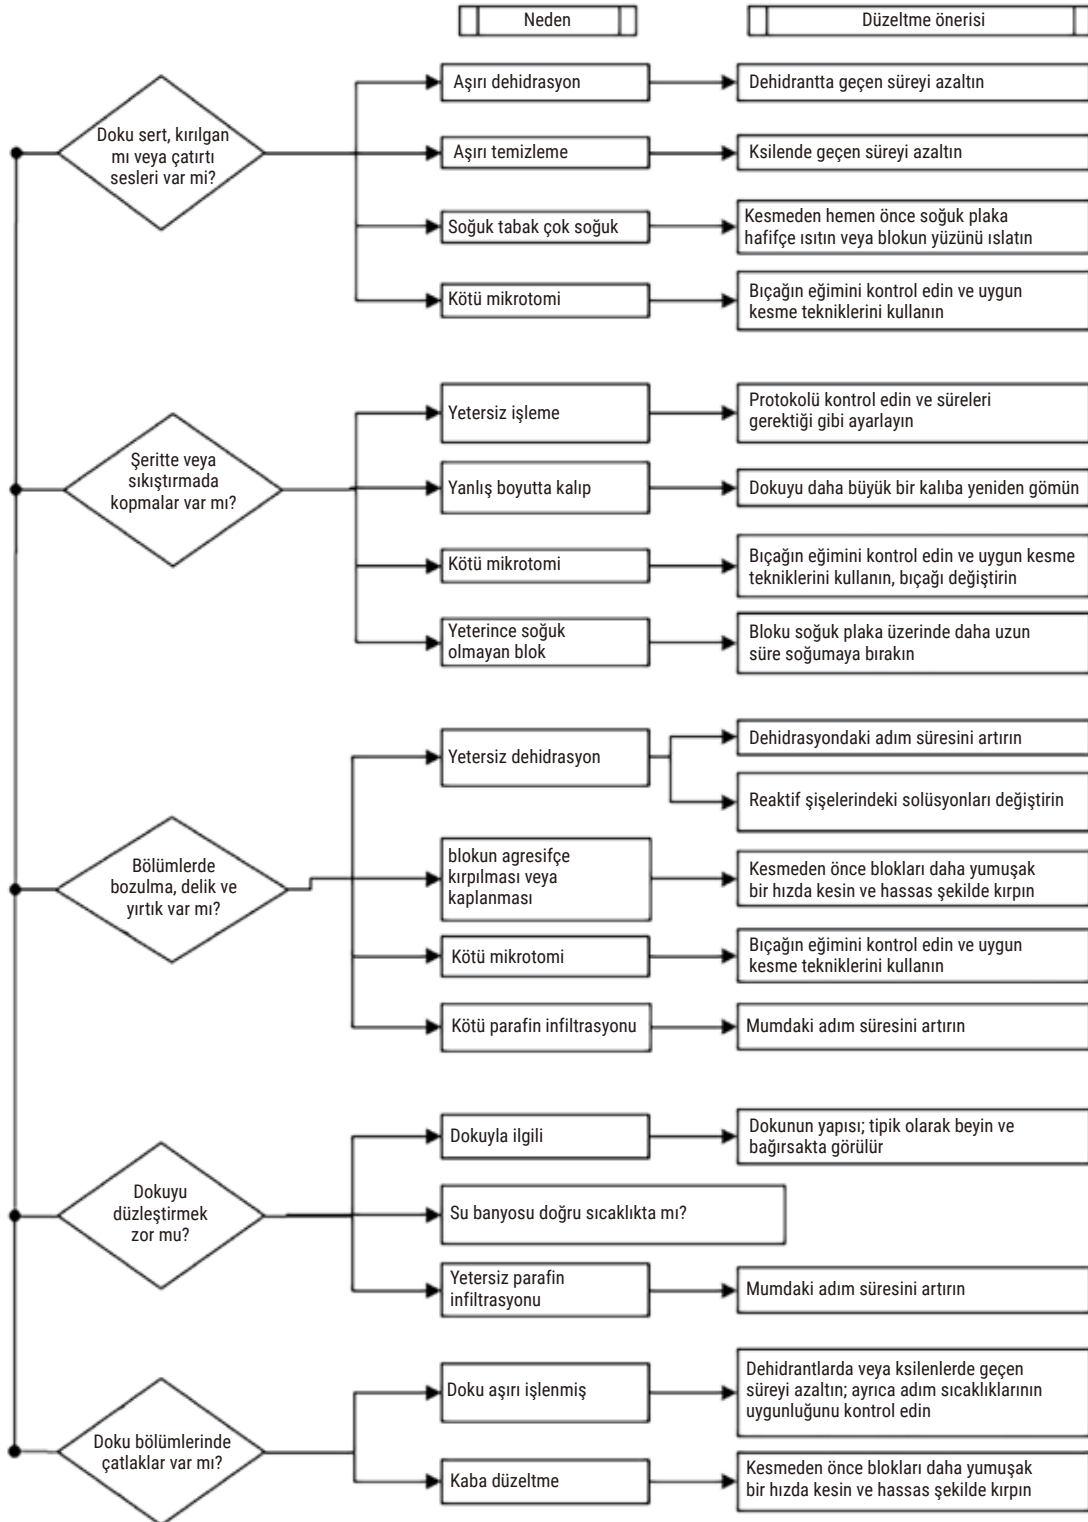 Neden
Düzeltme önerisi
Doku sert, kırılgan
mı veya çatırtı
sesleri var mi?
Aşırı dehidrasyon
Dehidrantta geçen süreyi azaltın
Aşırı temizleme
Ksilende geçen süreyi azaltın
Soğuk tabak çok soğuk
Kesmeden hemen önce soğuk plaka
hafifçe ısıtın veya blokun yüzünü ıslatın
Kötü mikrotomi
Bıçağın eğimini kontrol edin ve uygun
kesme tekniklerini kullanın
Şeritte veya
sıkıştırmada
kopmalar var mı?
Yetersiz işleme
Protokolü kontrol edin ve süreleri
gerektiği gibi ayarlayın
Yanlış boyutta kalıp
Dokuyu daha büyük bir kalıba yeniden gömün
Kötü mikrotomi
Bıçağın eğimini kontrol edin ve uygun kesme
tekniklerini kullanın, bıçağı değiştirin
Yeterince soğuk
olmayan blok
Bloku soğuk plaka üzerinde daha uzun
süre soğumaya bırakın
Bölümlerde
bozulma, delik ve
yırtık var mı?
Yetersiz dehidrasyon
Dehidrasyondaki adım süresini artırın
Reaktif şişelerindeki solüsyonları değiştirin
blokun agresifçe
kırpılması veya
kaplanması
Kesmeden önce blokları daha yumuşak
bir hızda kesin ve hassas şekilde kırpın
Kötü mikrotomi
Bıçağın eğimini kontrol edin ve uygun
kesme tekniklerini kullanın
Kötü parafin infiltrasyonu
Mumdaki adım süresini artırın
Dokuyu
düzleştirmek
zor mu?
Dokuyla ilgili
Dokunun yapısı; tipik olarak beyin ve
bağırsakta görülür
Su banyosu doğru sıcaklıkta mı?
Yetersiz parafin
infiltrasyonu
Mumdaki adım süresini artırın
Doku bölümlerinde
çatlaklar var mı?
Doku aşırı işlenmiş
Dehidrantlarda veya ksilenlerde geçen
süreyi azaltın; ayrıca adım sıcaklıklarının
uygunluğunu kontrol edin
Kaba düzeltme
Kesmeden önce blokları daha yumuşak
bir hızda kesin ve hassas şekilde kırpın